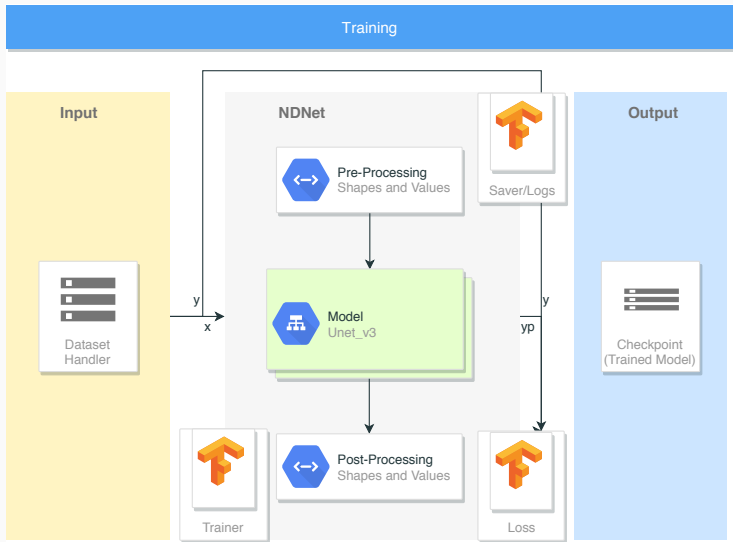 Training
Input
NDNet
Output
Pre-Processing
Shapes and Values
Saver/Logs
y
x
Model
Unet_v3
y
yp
Dataset
Handler
Checkpoint
(Trained Model)
Post-Processing
Shapes and Values
Trainer
Loss